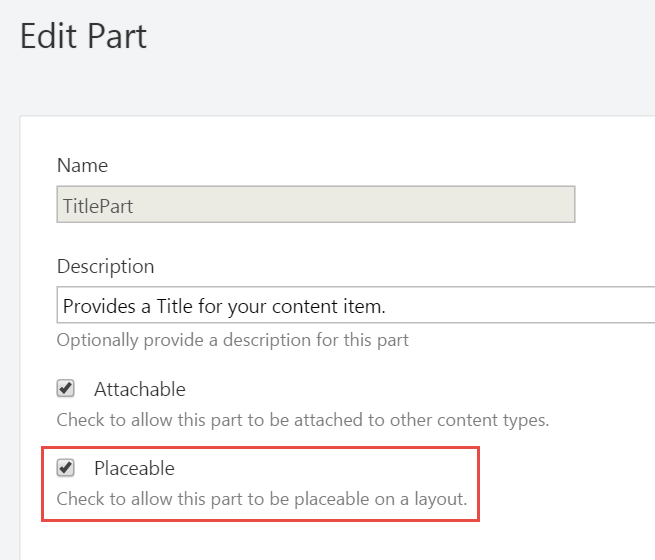 Edit Part
Name
TitlePart
Description
Provides a Title for your content item.
Optionally provide a description for this part
Attachable
Check to allow this part to be attached to other content types.
Placeable
Check to allow this part to be placeable on a layout.